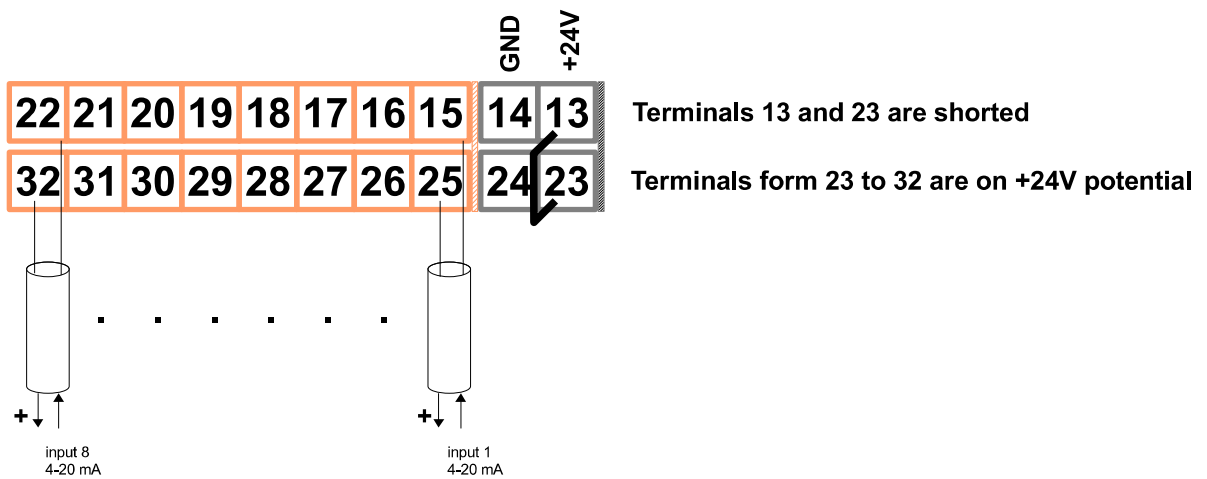 GND
+24V
22 21 20 19 18 17 16 15 14 13
Terminals 13 and 23 are shorted
32 31 30 29 28 27 26 25 24 23
Terminals form 23 to 32 are on +24V potential
+
+
input 8
4-20 mA
input 1
4-20 mA